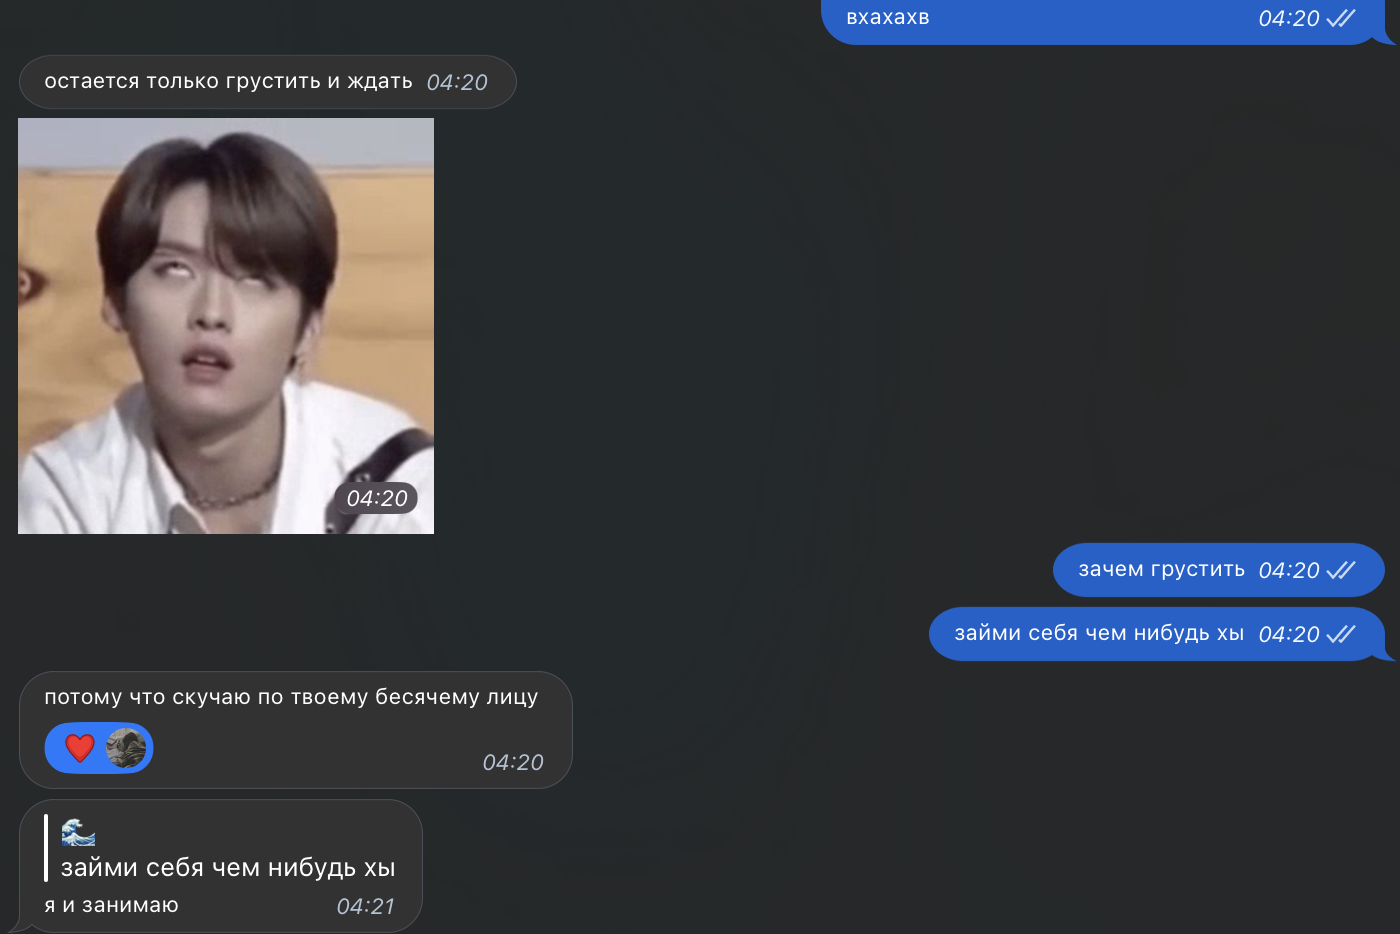 вхахахв 04:20
остается только грустить и ждать 04:20
04:20
зачем грустить 04:20
займи себя чем нибудь хы 04:20
потому что скучаю по твоему бесячему лицу
04:20
займи себя чем нибудь хы
я и занимаю 04:21